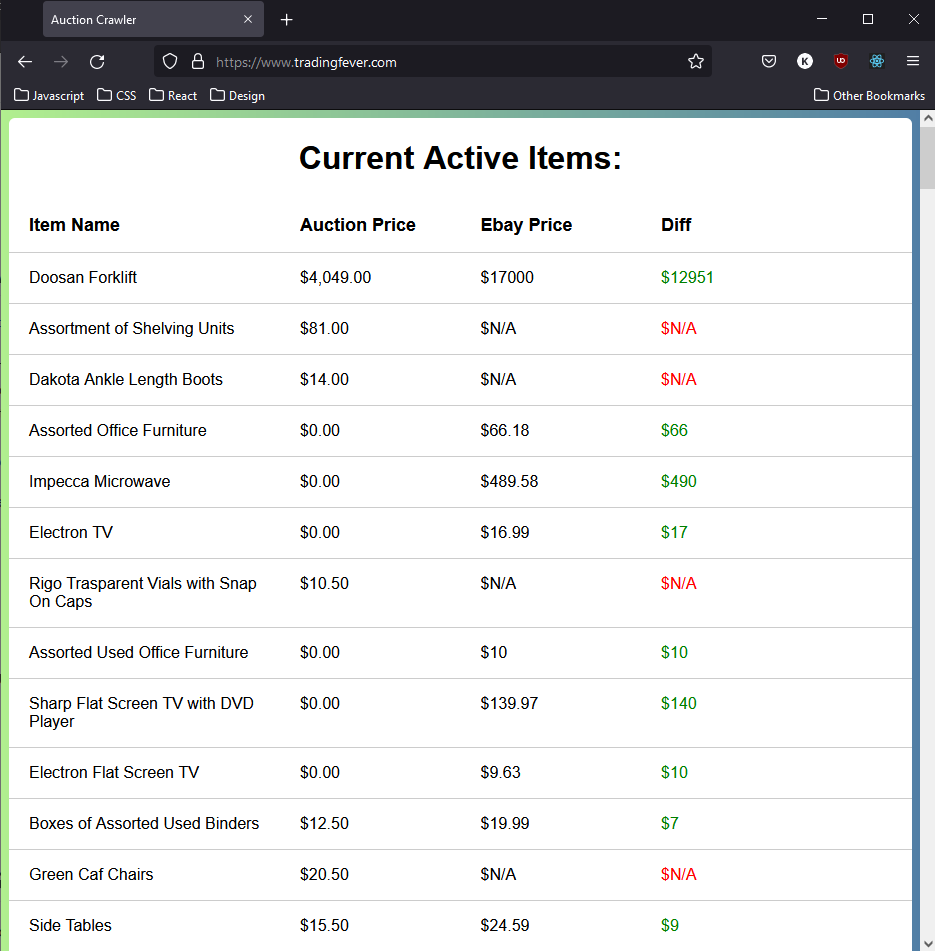 Auction Crawler
https://www.tradingfever.com
K
UD
Javascript CSS React Design Other Bookmarks
Current Active Items:
Item Name Auction Price Ebay Price Diff
Doosan Forklift $4,049.00 $17000 $12951
Assortment of Shelving Units $81.00 $N/A $N/A
Dakota Ankle Length Boots $14.00 $N/A $N/A
Assorted Office Furniture $0.00 $66.18 $66
Impecca Microwave $0.00 $489.58 $490
Electron TV $0.00 $16.99 $17
Rigo Trasparent Vials with Snap $10.50 $N/A $N/A
On Caps
Assorted Used Office Furniture $0.00 $10 $10
Sharp Flat Screen TV with DVD $0.00 $139.97 $140
Player
Electron Flat Screen TV $0.00 $9.63 $10
Boxes of Assorted Used Binders $12.50 $19.99 $7
Green Caf Chairs $20.50 $N/A $N/A
Side Tables $15.50 $24.59 $9